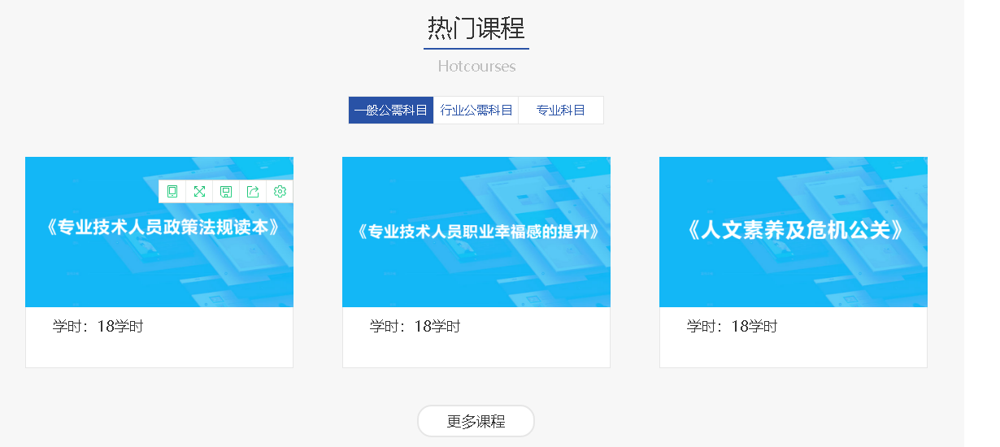 热门课程
Hotcourses
一般公需科目 行业公需科目 专业科目
《专业技术人员政策法规读本》
《专业技术人员职业幸福感的提升》
《人文素养及危机公关》
学时：18学时
学时：18学时
学时：18学时
更多课程